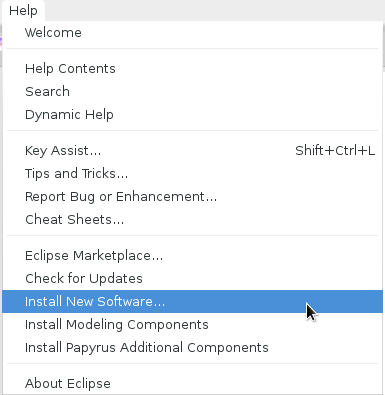 Help
Welcome
Help Contents
Search
Dynamic Help
Key Assist... Shift+Ctrl+L
Tips and Tricks...
Report Bug or Enhancement...
Cheat Sheets...
Eclipse Marketplace...
Check for Updates
Install New Software...
Install Modeling Components
Install Papyrus Additional Components
About Eclipse